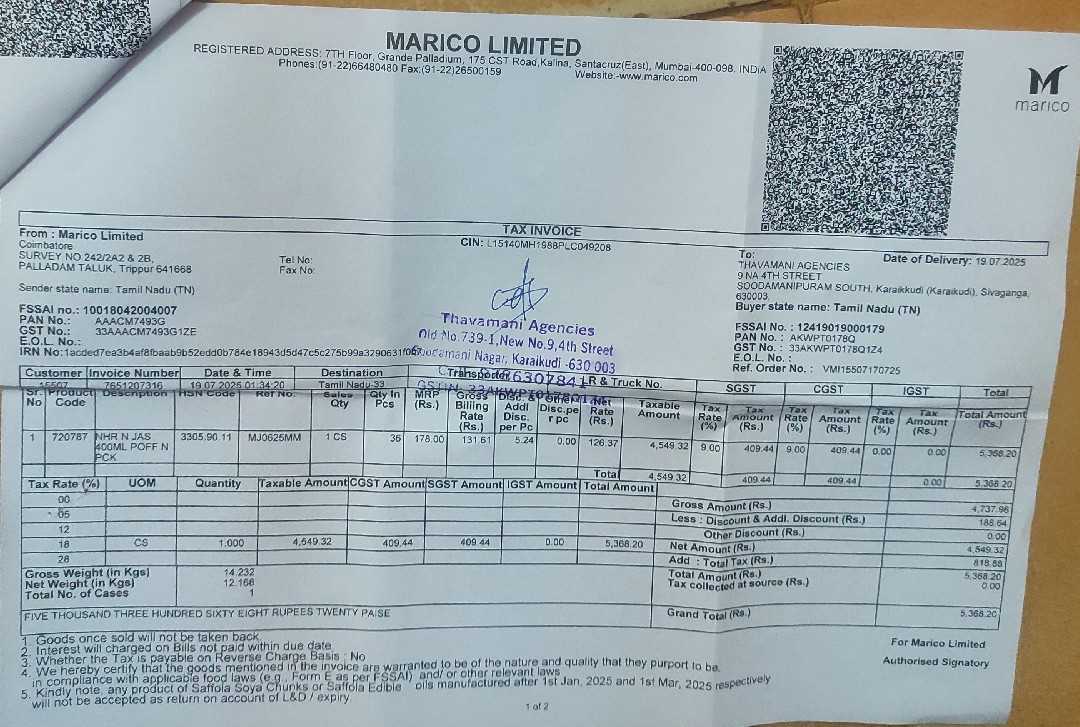 MARICO LIMITED
REGISTERED ADDRESS: 7TH Floor, Grande Palladium, 175 CST Road,Kalina, Santacruz(East), Mumbai-400-098. INDIA
Phones:(91-22)66480480 Fax:(91-22)26500159
Website:-www.marico.com
marico
TAX INVOICE
CIN: L15140MH1988PLC049208
From : Marico Limited
Coimbatore
SURVEY NO 242/2A2 & 2B,
PALLADAM TALUK, Trippur 641668
Tel No:
Fax No:
Sender state name: Tamil Nadu (TN)
FSSAI no.: 10018042004007
PAN No.: AAACM7493G
GST No.: 33AAACM7493G1ZE
E.O.L. No.:
Thavamani Agencies
Old No.739-1,New No.9,4th Street
Soodamani Nagar, Karaikudi -630 003
To:
Date of Delivery: 19.07.2025
THAVAMANI AGENCIES
9 NA 4TH STREET
SOODAMANIPURAM SOUTH, Karaikkudi (Karaikudi), Sivaganga,
630003
Buyer state name: Tamil Nadu (TN)
FSSAI No. : 12419019000179
PAN No. : AKWPT0178Q
GST No. : 33AKWPT0178Q1Z4
E.O.L. No. :
Ref. Order No. : VMI15507170725
Customer Invoice Number Date & Time Destination Transporter LR & Truck No. SGST CGST IGST Total
15507 7651207316 19.07.2025 01:34:20 Tamil Nadu-33
Sr. No Product Code Description HSN Code Ref No. Sales Qty Qty In Pcs MRP (Rs.) Gross Billing Rate (Rs.) Disc. & Addl Disc. per Pc Other Disc.pe r pc Net Rate (Rs.) Taxable Amount Tax Rate (%) Tax Amount (Rs.) Tax Rate (%) Tax Amount (Rs.) Tax Rate (%) Tax Amount (Rs.) Total Amount (Rs.)
1 720787 NHR N JAS 400ML POFF N PCK 3305.90.11 MJ0625MM 1 CS 36 178.00 131.61 5.24 0.00 126.37 4,549.32 9.00 409.44 9.00 409.44 0.00 0.00 5,368.20
Total 4,549.32 409.44 409.44 0.00 5,368.20
Tax Rate (%) UOM Quantity Taxable Amount CGST Amount SGST Amount IGST Amount Total Amount
00
05
12
18 CS 1.000 4,549.32 409.44 409.44 0.00 5,368.20
28
Gross Amount (Rs.) 4,737.96
Less : Discount & Addl. Discount (Rs.) 188.64
Other Discount (Rs.) 0.00
Net Amount (Rs.) 4,549.32
Add : Total Tax (Rs.) 818.88
Total Amount (Rs.) 5,368.20
Tax collected at source (Rs.) 0.00
Grand Total (Rs.) 5,368.20
Gross Weight (in Kgs) 14.232
Net Weight (in Kgs) 12.168
Total No. of Cases 1
FIVE THOUSAND THREE HUNDRED SIXTY EIGHT RUPEES TWENTY PAISE
1. Goods once sold will not be taken back
2. Interest will charged on Bills not paid within due date
3. Whether the Tax is payable on Reverse Charge Basis : No
4. We hereby certify that the goods mentioned in the invoice are warranted to be of the nature and quality that they purport to be.
in compliance with applicable food laws (e.g., Form E as per FSSAI) and/ or other relevant laws
5. Kindly note, any product of Saffola Soya Chunks or Saffola Edible oils manufactured after 1st Jan, 2025 and 1st Mar, 2025 respectively
will not be accepted as return on account of L&D / expiry.
For Marico Limited
Authorised Signatory
1 of 2